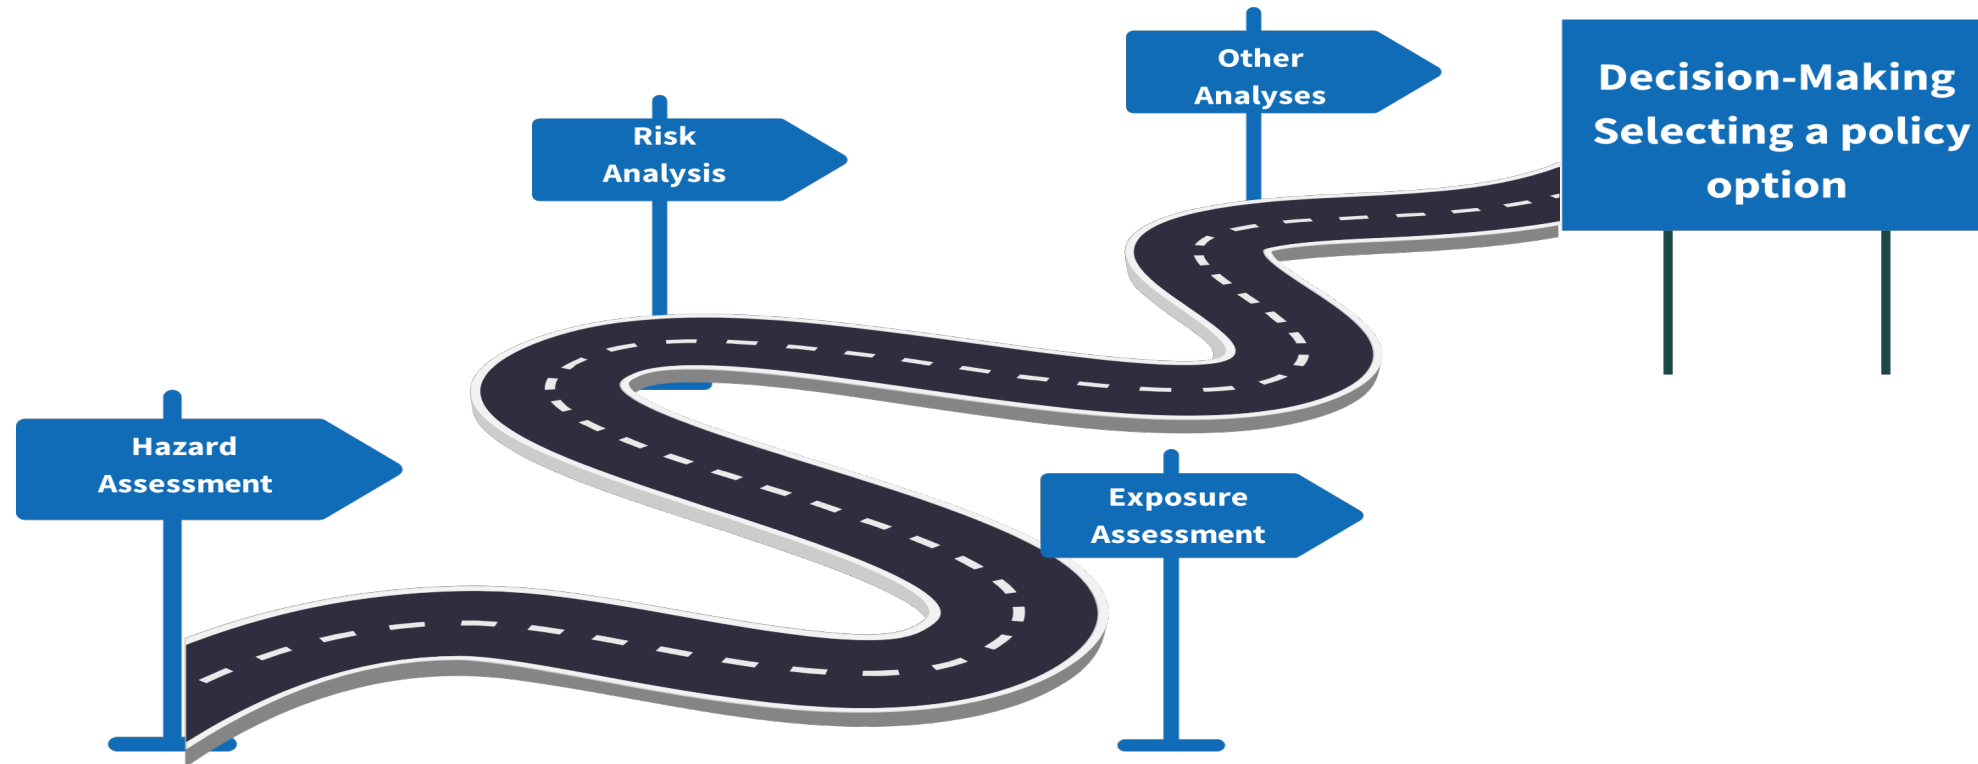 Other
Analyses
Decision-Making
Selecting a policy
option
Risk
Analysis
Hazard
Assessment
Exposure
Assessment